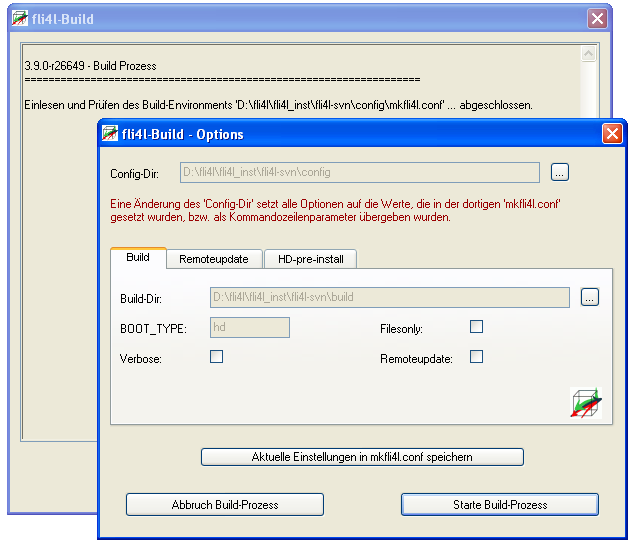 fli4l-Build
3.9.0-r26649 - Build Prozess
==================================================================
Einlesen und Prüfen des Build-Environments 'D:\fli4l\fli4l_inst\fli4l-svn\config\mkfli4l.conf' ... abgeschlossen.
fli4l-Build - Options
Config-Dir: D:\fli4l\fli4l_inst\fli4l-svn\config ...
Eine Änderung des 'Config-Dir' setzt alle Optionen auf die Werte, die in der dortigen 'mkfli4l.conf'
gesetzt wurden, bzw. als Kommandozeilenparameter übergeben wurden.
Build Remoteupdate HD-pre-install
Build-Dir: D:\fli4l\fli4l_inst\fli4l-svn\build ...
BOOT_TYPE: hd Filesonly:
Verbose: Remoteupdate:
Aktuelle Einstellungen in mkfli4l.conf speichern
Abbruch Build-Prozess Starte Build-Prozess